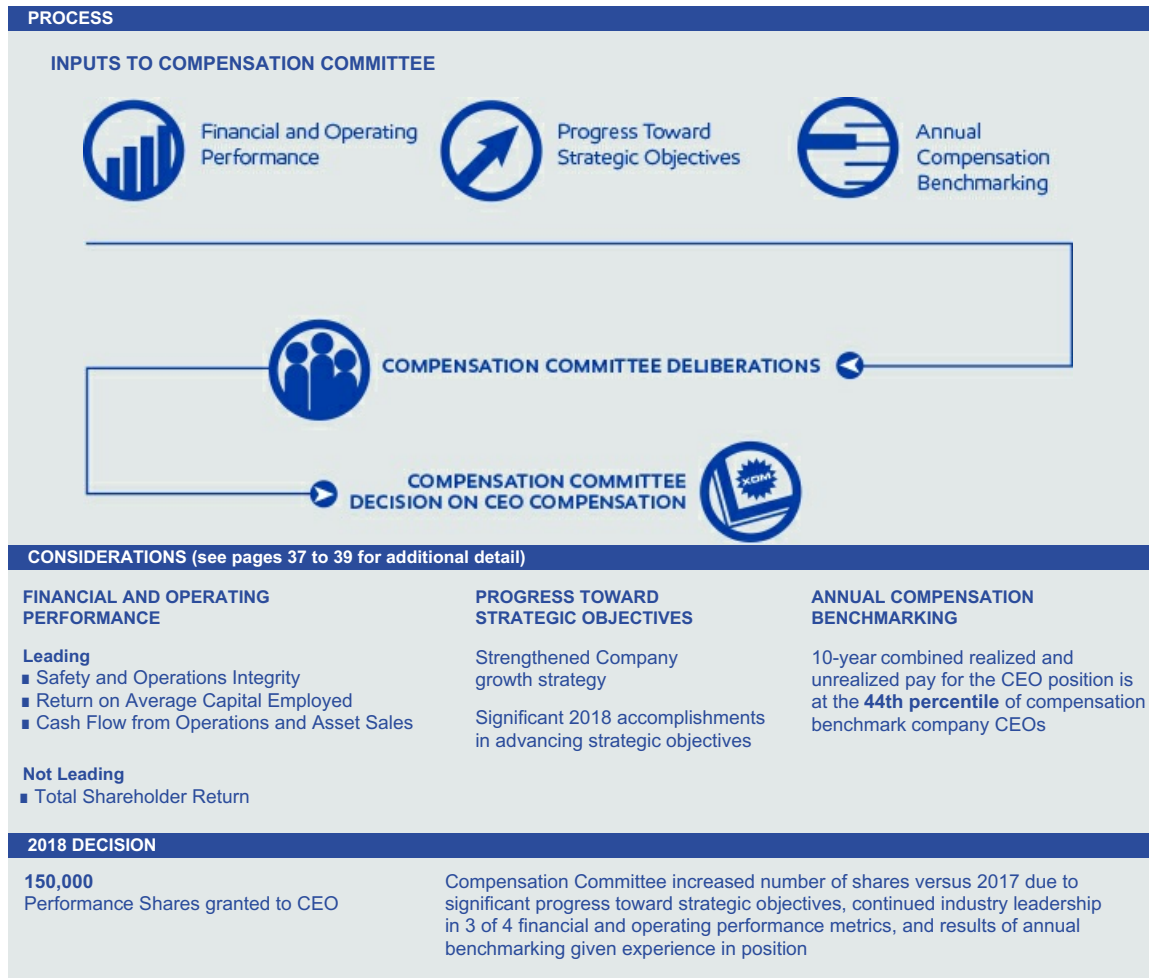 PROCESS
INPUTS TO COMPENSATION COMMITTEE
Financial and Operating
Performance
Progress Toward
Strategic Objectives
Annual
Compensation
Benchmarking
COMPENSATION COMMITTEE DELIBERATIONS
COMPENSATION COMMITTEE
DECISION ON CEO COMPENSATION
XOM
CONSIDERATIONS (see pages 37 to 39 for additional detail)
FINANCIAL AND OPERATING
PERFORMANCE
Leading
■ Safety and Operations Integrity
■ Return on Average Capital Employed
■ Cash Flow from Operations and Asset Sales
Not Leading
■ Total Shareholder Return
PROGRESS TOWARD
STRATEGIC OBJECTIVES
Strengthened Company
growth strategy
Significant 2018 accomplishments
in advancing strategic objectives
ANNUAL COMPENSATION
BENCHMARKING
10-year combined realized and
unrealized pay for the CEO position is
at the 44th percentile of compensation
benchmark company CEOs
2018 DECISION
150,000
Performance Shares granted to CEO
Compensation Committee increased number of shares versus 2017 due to
significant progress toward strategic objectives, continued industry leadership
in 3 of 4 financial and operating performance metrics, and results of annual
benchmarking given experience in position